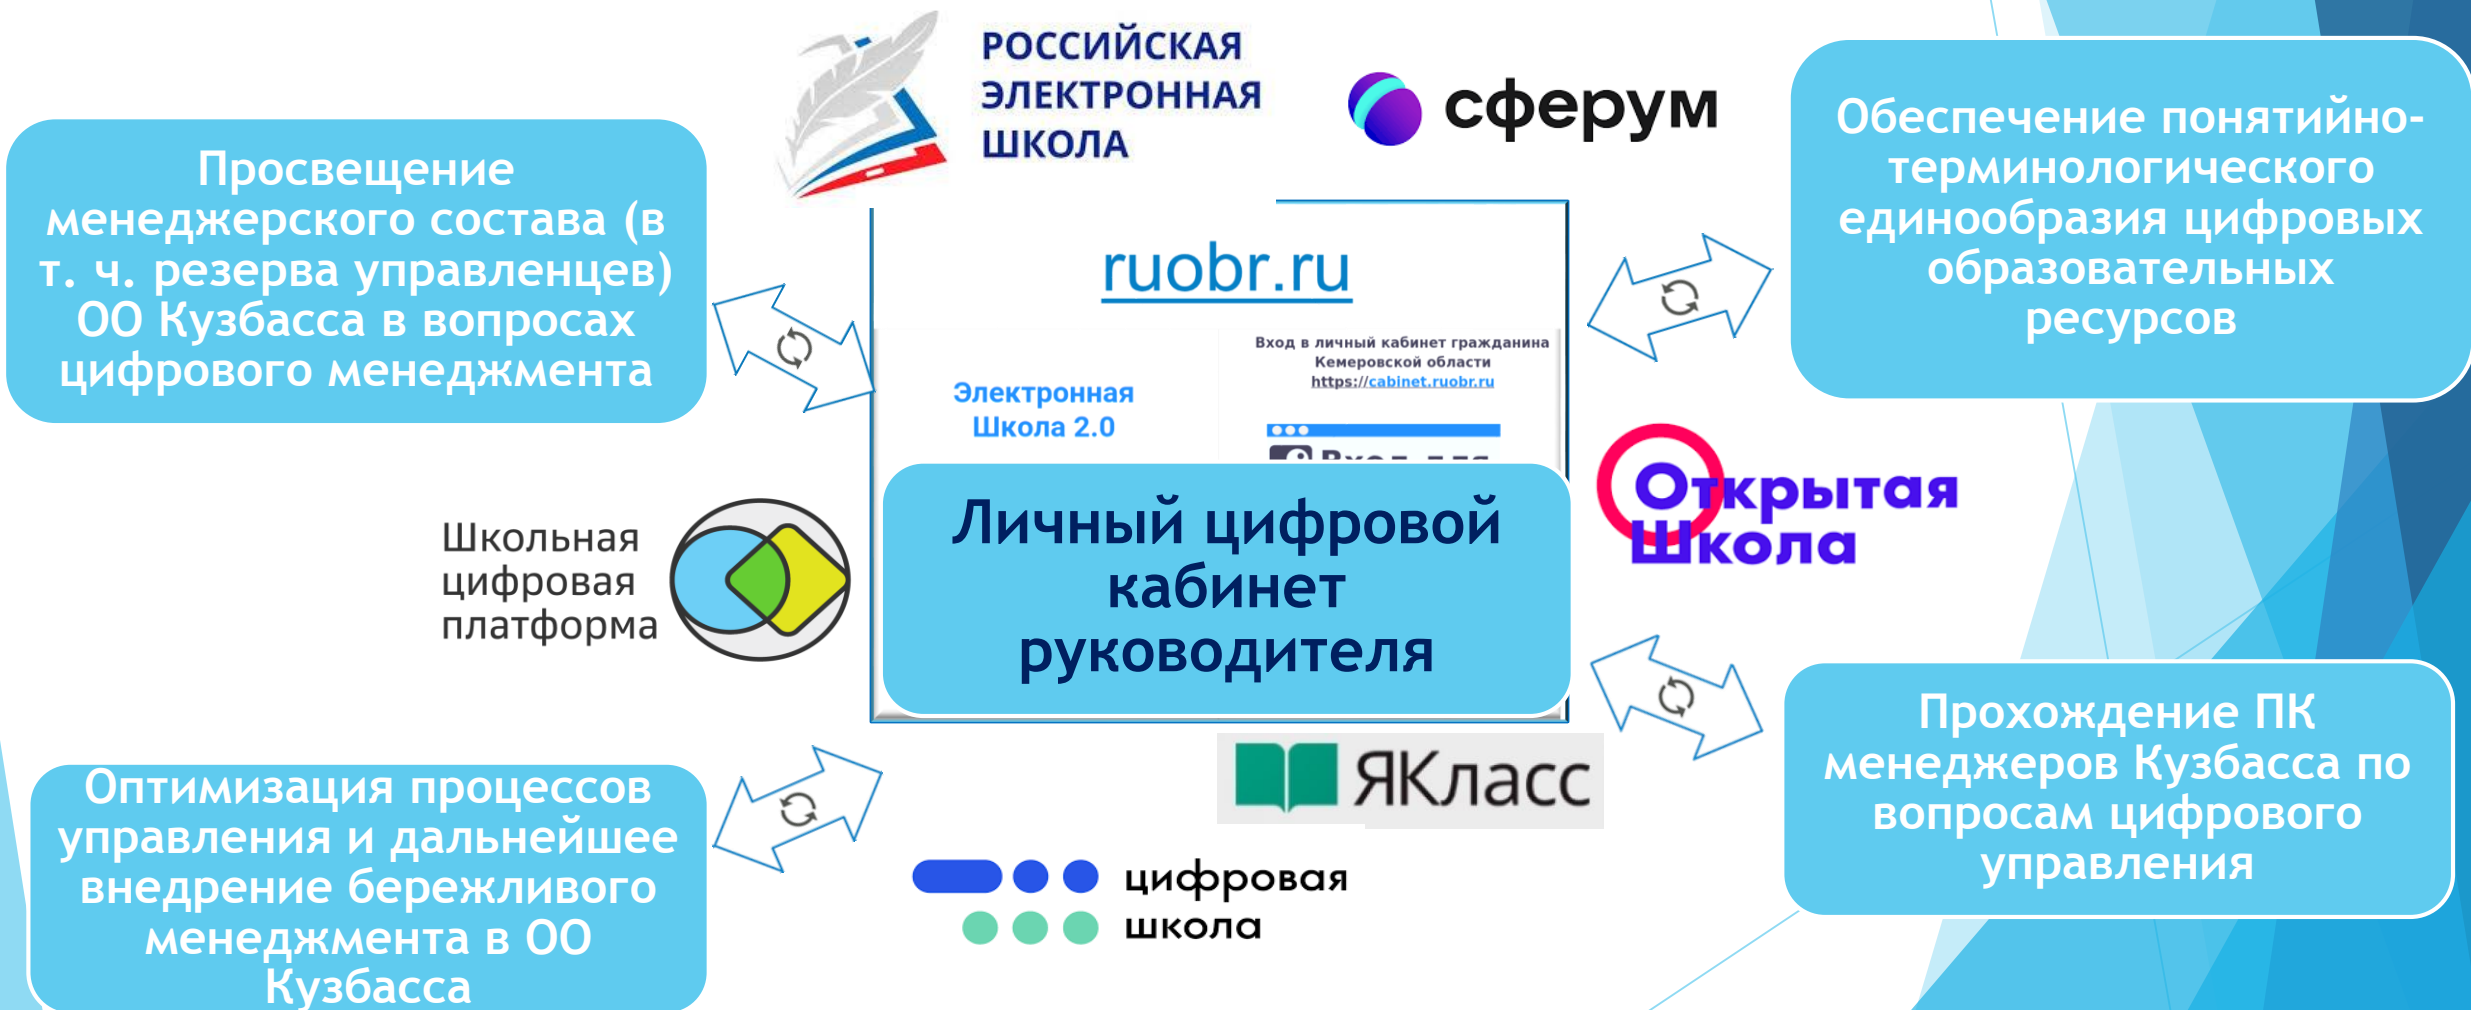 РОССИЙСКАЯ
ЭЛЕКТРОННАЯ
ШКОЛА
сферум
Просвещение
менеджерского состава (в
т. ч. резерва управленцев)
ОО Кузбасса в вопросах
цифрового менеджмента
Обеспечение понятийно-
терминологического
единообразия цифровых
образовательных
ресурсов
ruobr.ru
Вход в личный кабинет гражданина
Кемеровской области
https://cabinet.ruobr.ru
Электронная
Школа 2.0
Личный цифровой
кабинет
руководителя
Школьная
цифровая
платформа
Открытая
Школа
Оптимизация процессов
управления и дальнейшее
внедрение бережливого
менеджмента в ОО
Кузбасса
ЯКласс
цифровая
школа
Прохождение ПК
менеджеров Кузбасса по
вопросам цифрового
управления